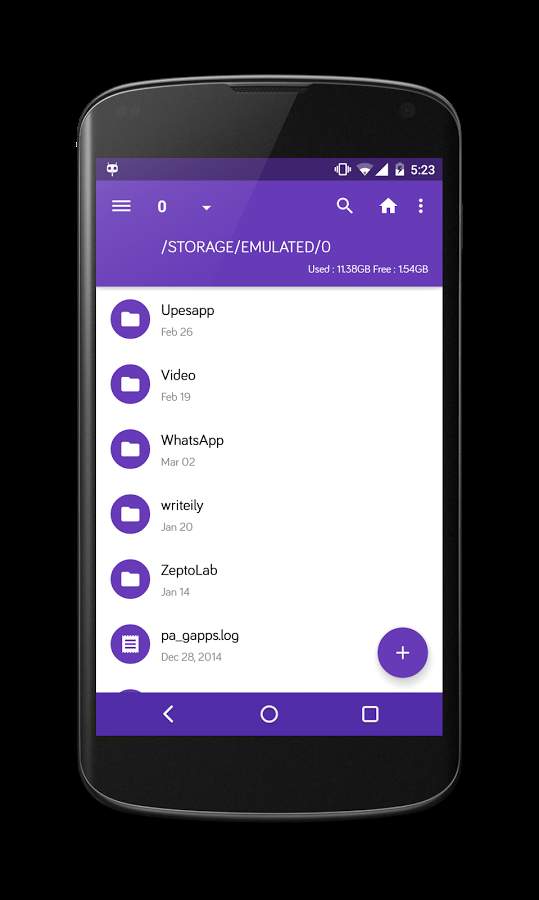 5:23
0
/STORAGE/EMULATED/0
Used : 11.38GB Free : 1.54GB
Upesapp
Feb 26
Video
Feb 19
WhatsApp
Mar 02
writeily
Jan 20
ZeptoLab
Jan 14
pa_gapps.log
Dec 28, 2014